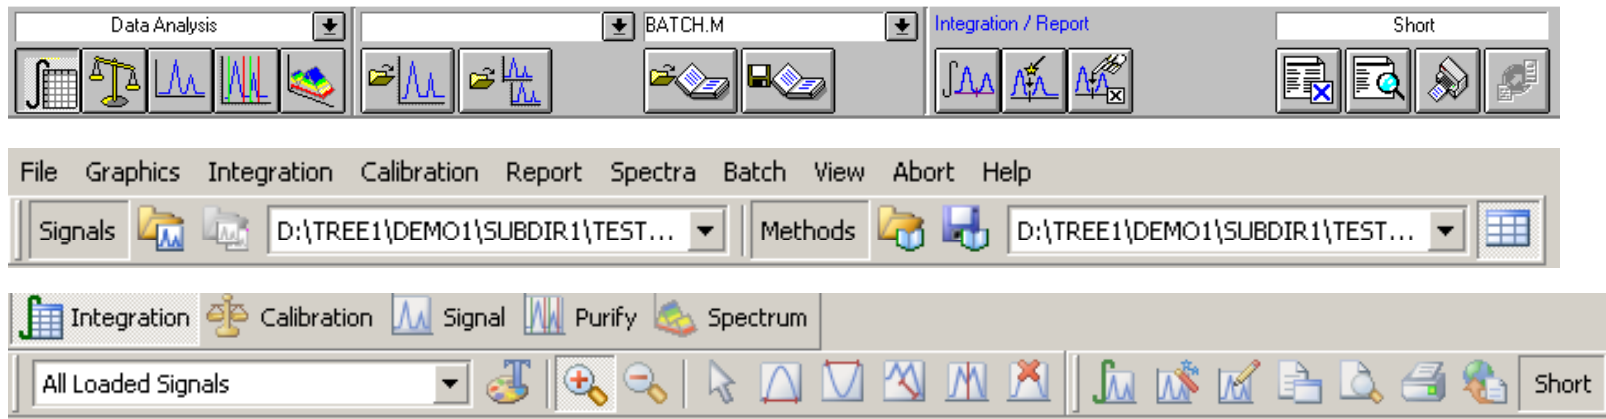 Data Analysis BATCH.M Integration / Report Short
File Graphics Integration Calibration Report Spectra Batch View Abort Help
Signals D:\TREE1\DEMO1\SUBDIR1\TEST... Methods D:\TREE1\DEMO1\SUBDIR1\TEST...
Integration Calibration Signal Purify Spectrum
All Loaded Signals Short